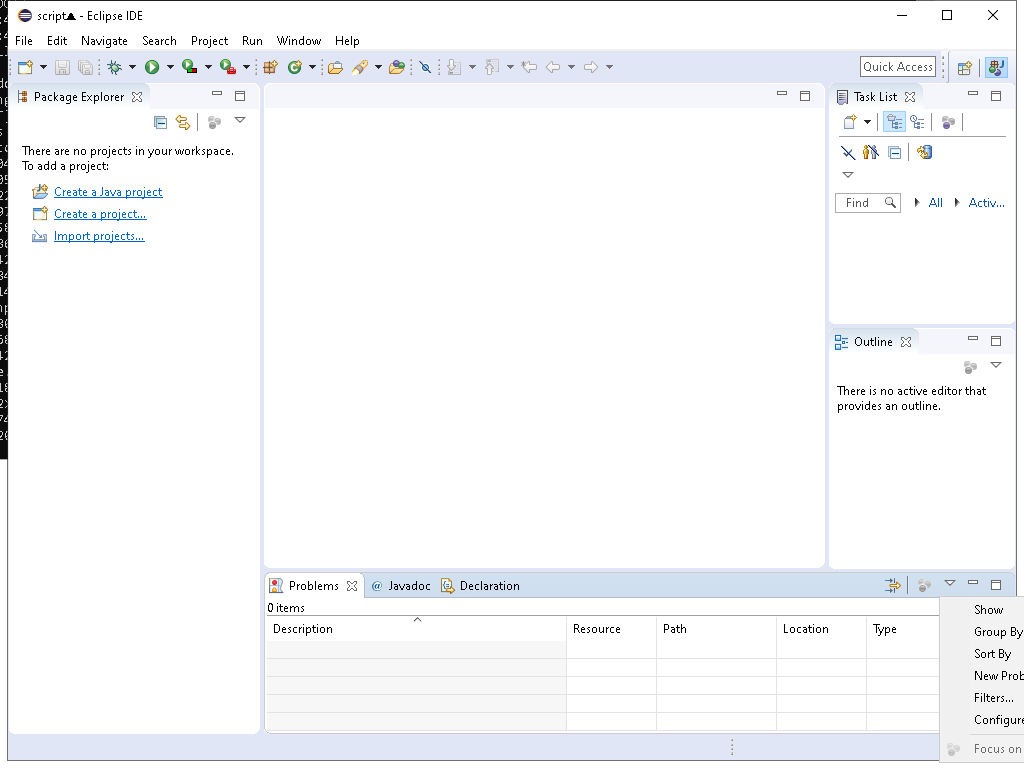 script▲ - Eclipse IDE
File Edit Navigate Search Project Run Window Help
Quick Access
Package Explorer
Task List
There are no projects in your workspace.
To add a project:
Create a Java project
Create a project...
Import projects...
Find All Activ...
Outline
There is no active editor that
provides an outline.
Problems @ Javadoc Declaration
0 items
Description Resource Path Location Type
Show
Group By
Sort By
New Prob
Filters...
Configure
Focus on